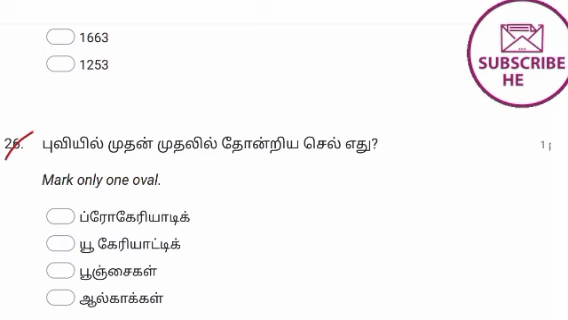 1663
1253
SUBSCRIBE
HE
26. புவியில் முதன் முதலில் தோன்றிய செல் எது?
1
Mark only one oval.
ப்ரோகேரியாடிக்
யூ கேரியாட்டிக்
பூஞ்சைகள்
ஆல்காக்கள்